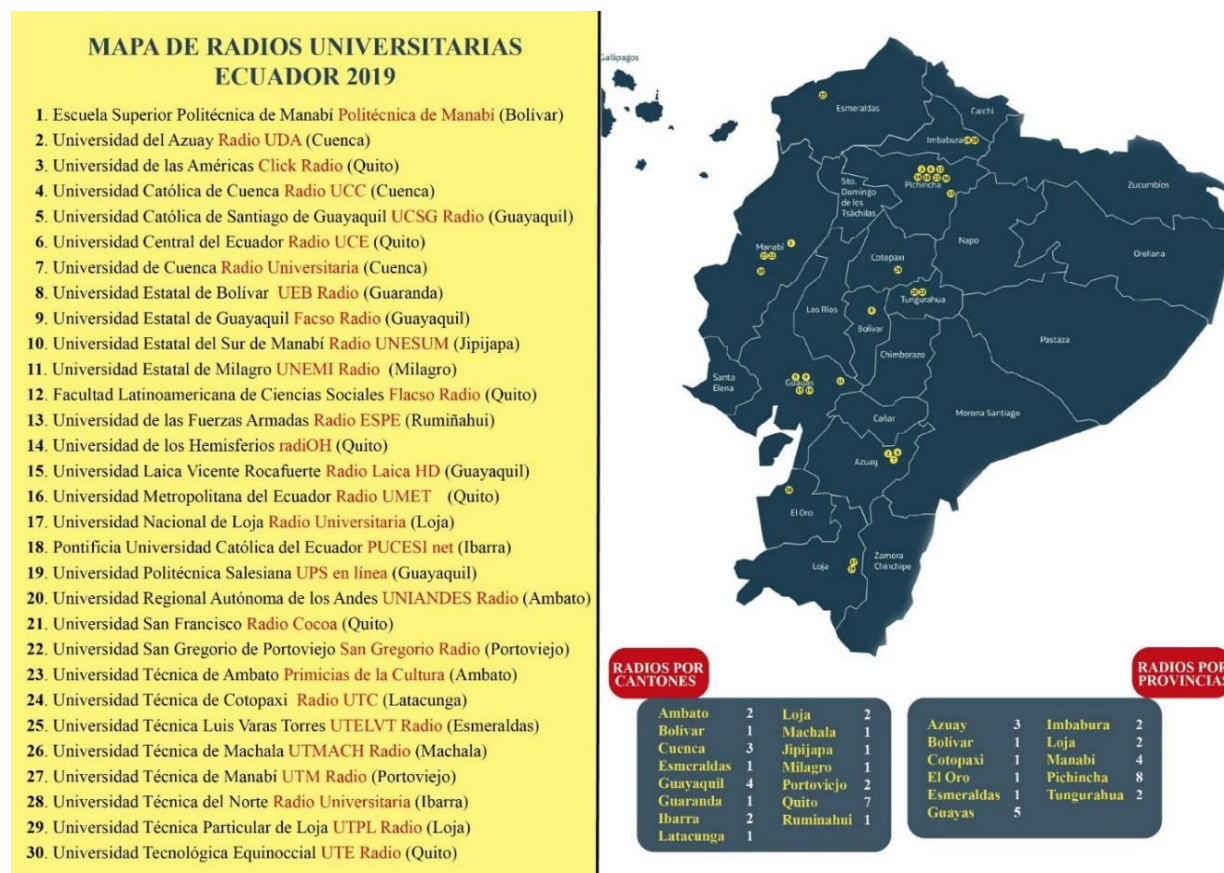 MAPA DE RADIOS UNIVERSITARIAS
ECUADOR 2019
1. Escuela Superior Politécnica de Manabí Politécnica de Manabí (Bolívar)
2. Universidad del Azuay Radio UDA (Cuenca)
3. Universidad de las Américas Click Radio (Quito)
4. Universidad Católica de Cuenca Radio UCC (Cuenca)
5. Universidad Católica de Santiago de Guayaquil UCSG Radio (Guayaquil)
6. Universidad Central del Ecuador Radio UCE (Quito)
7. Universidad de Cuenca Radio Universitaria (Cuenca)
8. Universidad Estatal de Bolívar UEB Radio (Guaranda)
9. Universidad Estatal de Guayaquil Facso Radio (Guayaquil)
10. Universidad Estatal del Sur de Manabí Radio UNESUM (Jipijapa)
11. Universidad Estatal de Milagro UNEMI Radio (Milagro)
12. Facultad Latinoamericana de Ciencias Sociales Flacso Radio (Quito)
13. Universidad de las Fuerzas Armadas Radio ESPE (Rumiñahui)
14. Universidad de los Hemisferios radiOH (Quito)
15. Universidad Laica Vicente Rocafuerte Radio Laica HD (Guayaquil)
16. Universidad Metropolitana del Ecuador Radio UMET (Quito)
17. Universidad Nacional de Loja Radio Universitaria (Loja)
18. Pontificia Universidad Católica del Ecuador PUCESI net (Ibarra)
19. Universidad Politécnica Salesiana UPS en línea (Guayaquil)
20. Universidad Regional Autónoma de los Andes UNIANDES Radio (Ambato)
21. Universidad San Francisco Radio Cocoa (Quito)
22. Universidad San Gregorio de Portoviejo San Gregorio Radio (Portoviejo)
23. Universidad Técnica de Ambato Primicias de la Cultura (Ambato)
24. Universidad Técnica de Cotopaxi Radio UTC (Latacunga)
25. Universidad Técnica Luis Varas Torres UTELVT Radio (Esmeraldas)
26. Universidad Técnica de Machala UTMACH Radio (Machala)
27. Universidad Técnica de Manabí UTM Radio (Portoviejo)
28. Universidad Técnica del Norte Radio Universitaria (Ibarra)
29. Universidad Técnica Particular de Loja UTPL Radio (Loja)
30. Universidad Tecnológica Equinoccial UTE Radio (Quito)
Galápagos
Esmeraldas
Carchi
Imbabura
Pichincha
Sto.
Domingo
de los
Tsáchilas
Zucumbíos
Napo
Manabí
Cotopaxi
Orellana
Tungurahua
Los Ríos
Bolívar
Pastaza
Chimborazo
Santa
Elena
Guayas
Morona Santiago
Cañar
Azuay
El Oro
Loja
Zamora
Chinchipe
RADIOS POR
CANTONES
Ambato 2
Bolívar 1
Cuenca 3
Esmeraldas 1
Guayaquil 4
Guaranda 1
Ibarra 2
Latacunga 1
Loja 2
Machala 1
Jipijapa 1
Milagro 1
Portoviejo 2
Quito 7
Ruminahui 1
RADIOS POR
PROVINCIAS
Azuay 3
Bolívar 1
Cotopaxi 1
El Oro 1
Esmeraldas 1
Guayas 5
Imbabura 2
Loja 2
Manabí 4
Pichincha 8
Tungurahua 2